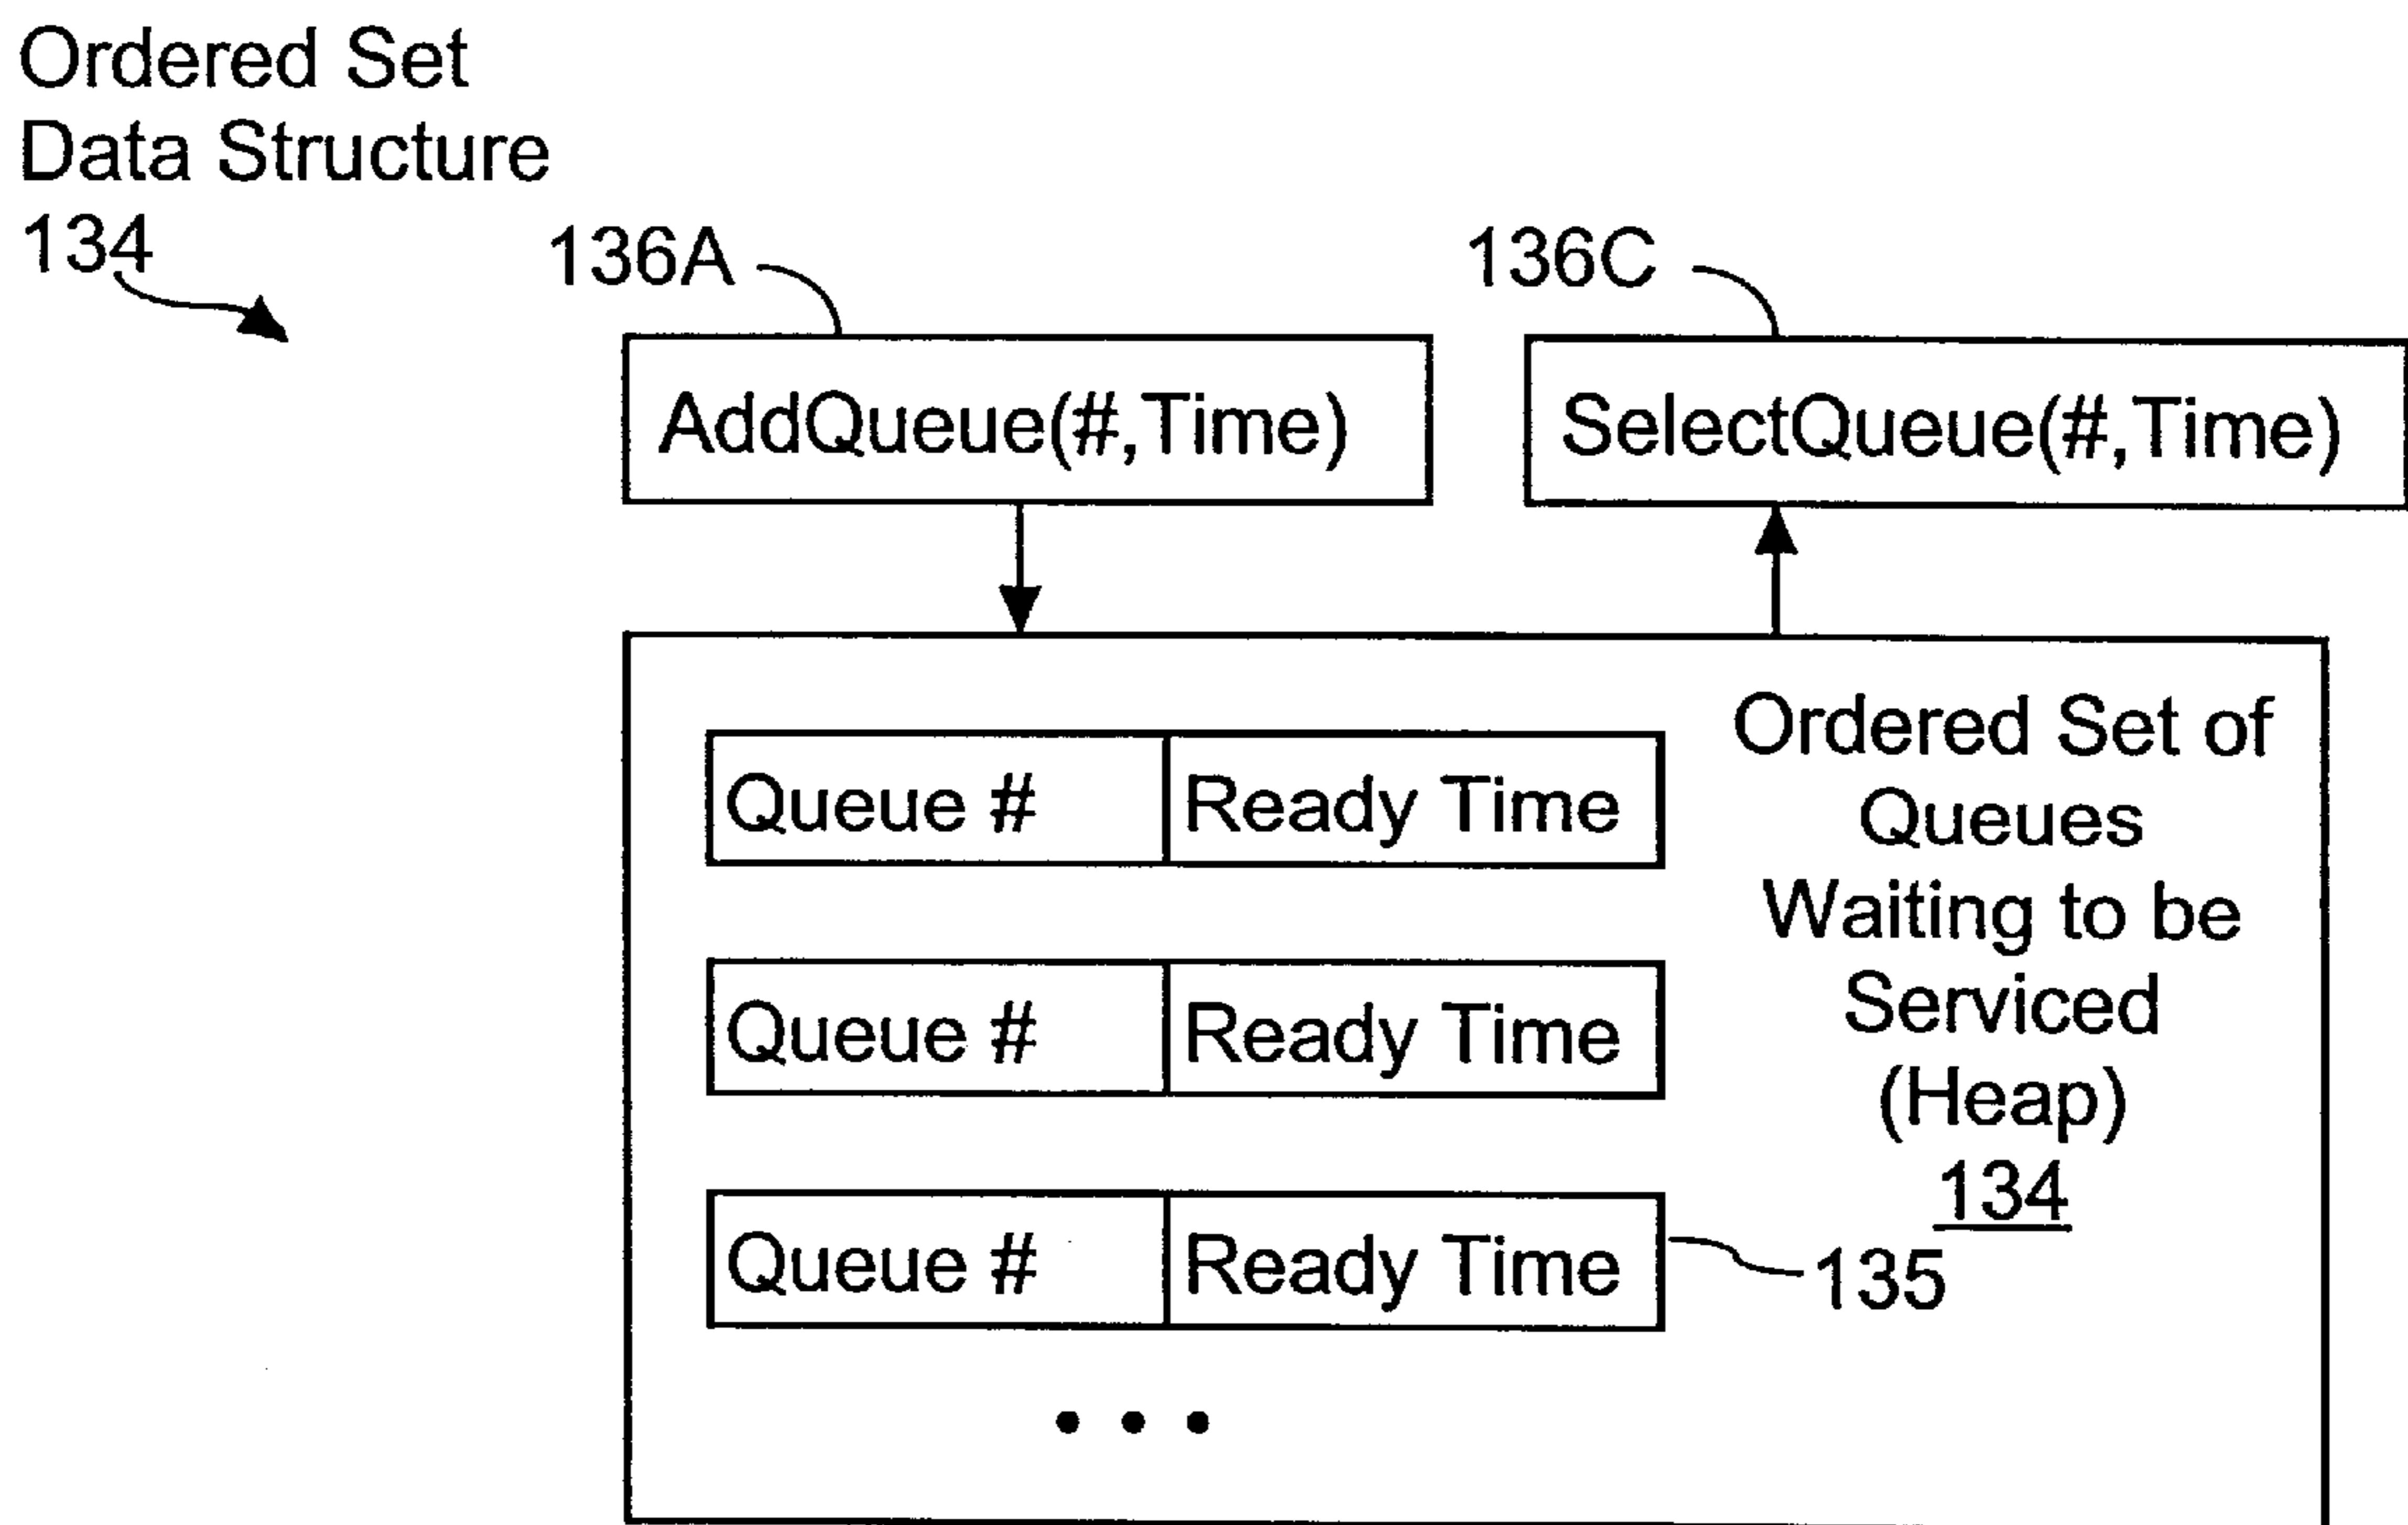 Ordered Set
Data Structure
134
136A
136C
AddQueue(#,Time)
SelectQueue(#,Time)
Queue # Ready Time
Queue # Ready Time
Queue # Ready Time
Ordered Set of
Queues
Waiting to be
Serviced
(Heap)
134
135
• • •